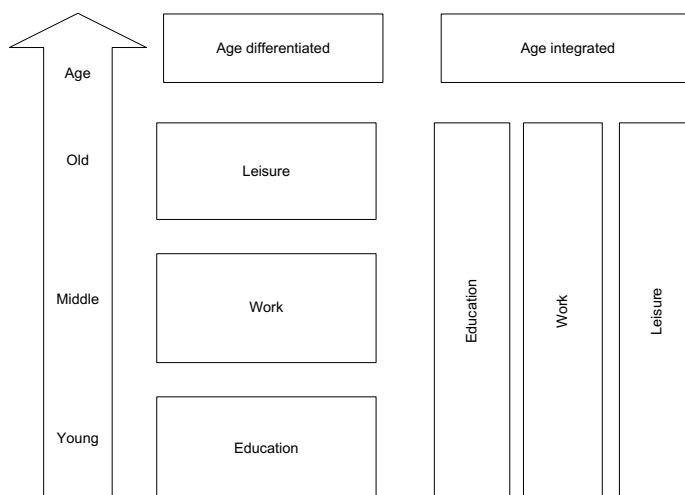 Age differentiated
Age integrated
Age
Old
Leisure
Middle
Work
Education
Work
Leisure
Young
Education